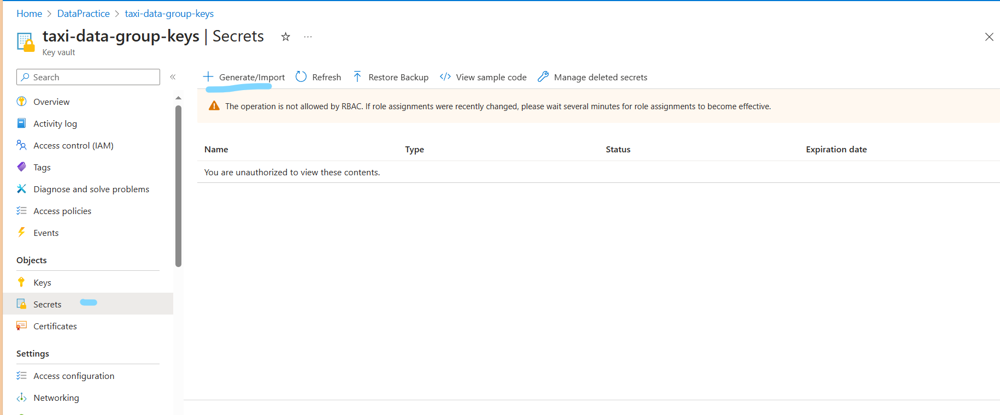 Home > DataPractice > taxi-data-group-keys
taxi-data-group-keys | Secrets
Key vault
Search
Generate/Import
Refresh
Restore Backup
View sample code
Manage deleted secrets
The operation is not allowed by RBAC. If role assignments were recently changed, please wait several minutes for role assignments to become effective.
Name Type Status Expiration date
You are unauthorized to view these contents.
Overview
Activity log
Access control (IAM)
Tags
Diagnose and solve problems
Access policies
Events
Objects
Keys
Secrets
Certificates
Settings
Access configuration
Networking